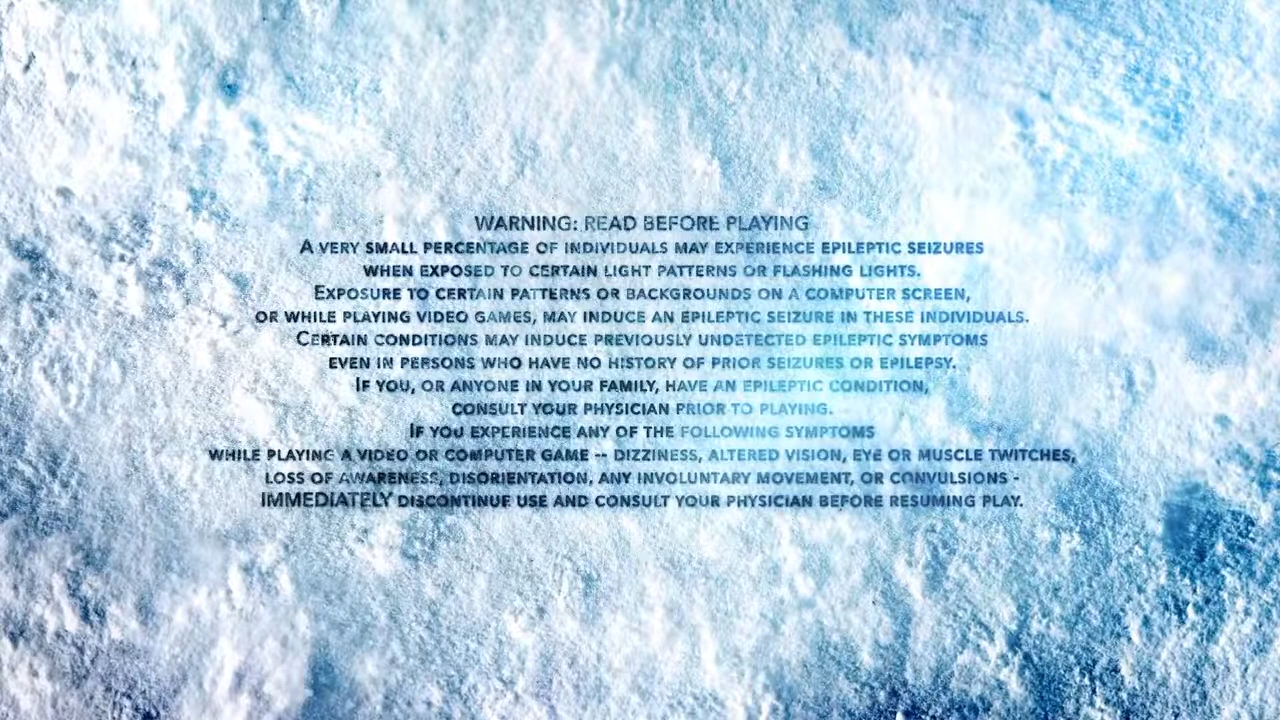 WARNING: READ BEFORE PLAYING
A VERY SMALL PERCENTAGE OF INDIVIDUALS MAY EXPERIENCE EPILEPTIC SEIZURES
WHEN EXPOSED TO CERTAIN LIGHT PATTERNS OR FLASHING LIGHTS.
EXPOSURE TO CERTAIN PATTERNS OR BACKGROUNDS ON A COMPUTER SCREEN,
OR WHILE PLAYING VIDEO GAMES, MAY INDUCE AN EPILEPTIC SEIZURE IN THESE INDIVIDUALS.
CERTAIN CONDITIONS MAY INDUCE PREVIOUSLY UNDETECTED EPILEPTIC SYMPTOMS
EVEN IN PERSONS WHO HAVE NO HISTORY OF PRIOR SEIZURES OR EPILEPSY.
IF YOU, OR ANYONE IN YOUR FAMILY, HAVE AN EPILEPTIC CONDITION,
CONSULT YOUR PHYSICIAN PRIOR TO PLAYING.
IF YOU EXPERIENCE ANY OF THE FOLLOWING SYMPTOMS
WHILE PLAYING A VIDEO OR COMPUTER GAME -- DIZZINESS, ALTERED VISION, EYE OR MUSCLE TWITCHES,
LOSS OF AWARENESS, DISORIENTATION, ANY INVOLUNTARY MOVEMENT, OR CONVULSIONS -
IMMEDIATELY DISCONTINUE USE AND CONSULT YOUR PHYSICIAN BEFORE RESUMING PLAY.